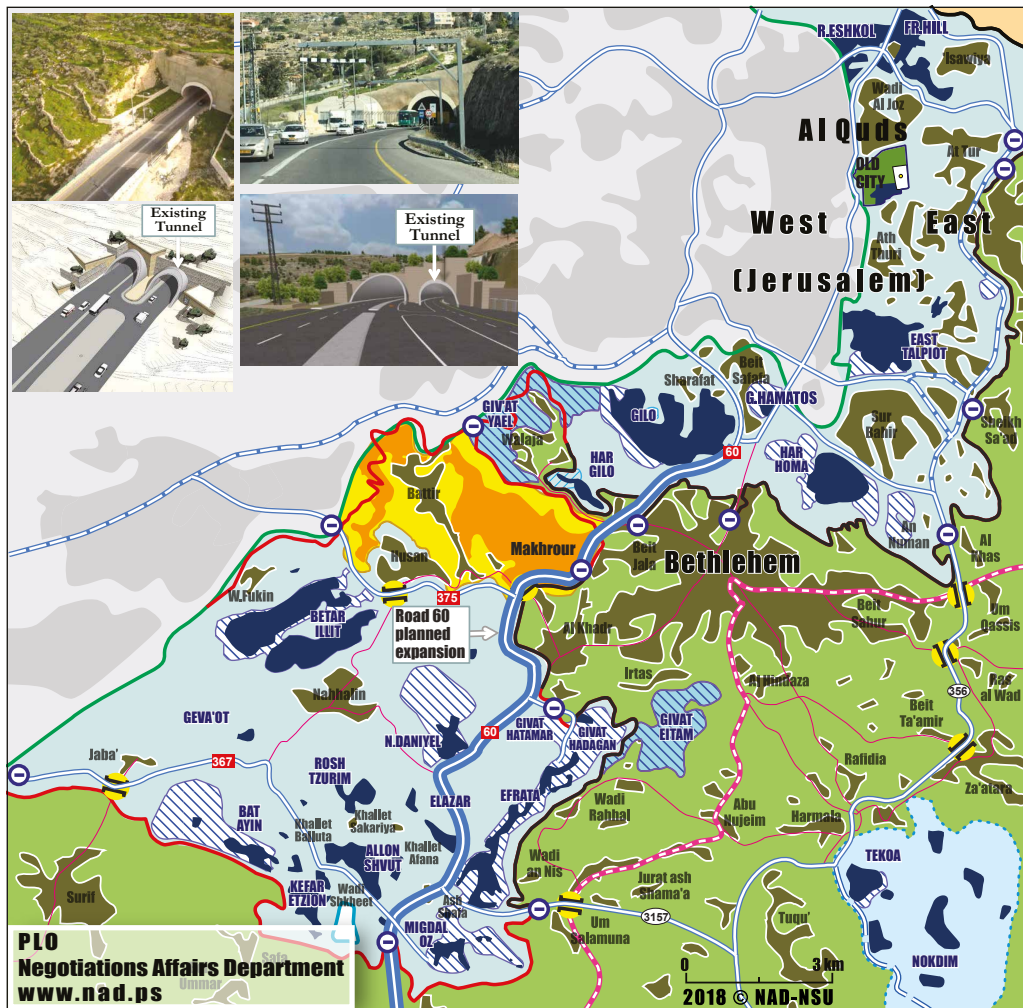 Existing
Tunnel
Existing
Tunnel
R.ESHKOL
FR.HILL
'Isawiya
Wadi
Al Joz
Al Quds
At Tur
OLD
CITY
West
East
Ath
Thuri
(Jerusalem)
EAST
TALPIOT
Beit
Safafa
Sharafat
G.HAMATOS
GIV'AT
YAEL
GILO
Walaja
Sur
Bahir
Sheikh
Sa'ad
HAR
GILO
60
HAR
HOMA
Battir
An
Numan
Makhrour
Beit
Jala
Bethlehem
Al
Khas
Husan
W.Fukin
375
BETAR
ILLIT
Road 60
planned
expansion
Al Khadr
Beit
Sahur
Um
Qassis
Irtas
Al Hindaza
Ras
al Wad
Nahhalin
356
GEVA'OT
Beit
Ta'amir
GIVAT
HATAMAR
GIVAT
HADAGAN
GIVAT
EITAM
60
N.DANIYEL
Jaba'
367
Rafidia
ROSH
TZURIM
Za'atara
ELAZAR
EFRATA
Wadi
Rahhal
Abu
Nujeim
Harmala
BAT
AYIN
Khallet
Sakariya
Khallet
Balluta
Khallet
Afana
ALLON
SHVUT
Wadi
an Nis
TEKOA
KEFAR
ETZION
Wadi
Shkheet
Jurat ash
Shama'a
Surif
Ash
Shafa
Um
Salamuna
3157
Tuqu'
MIGDAL
OZ
NOKDIM
Safa
Ummar
PLO
Negotiations Affairs Department
www.nad.ps
0
3 km
2018 © NAD-NSU